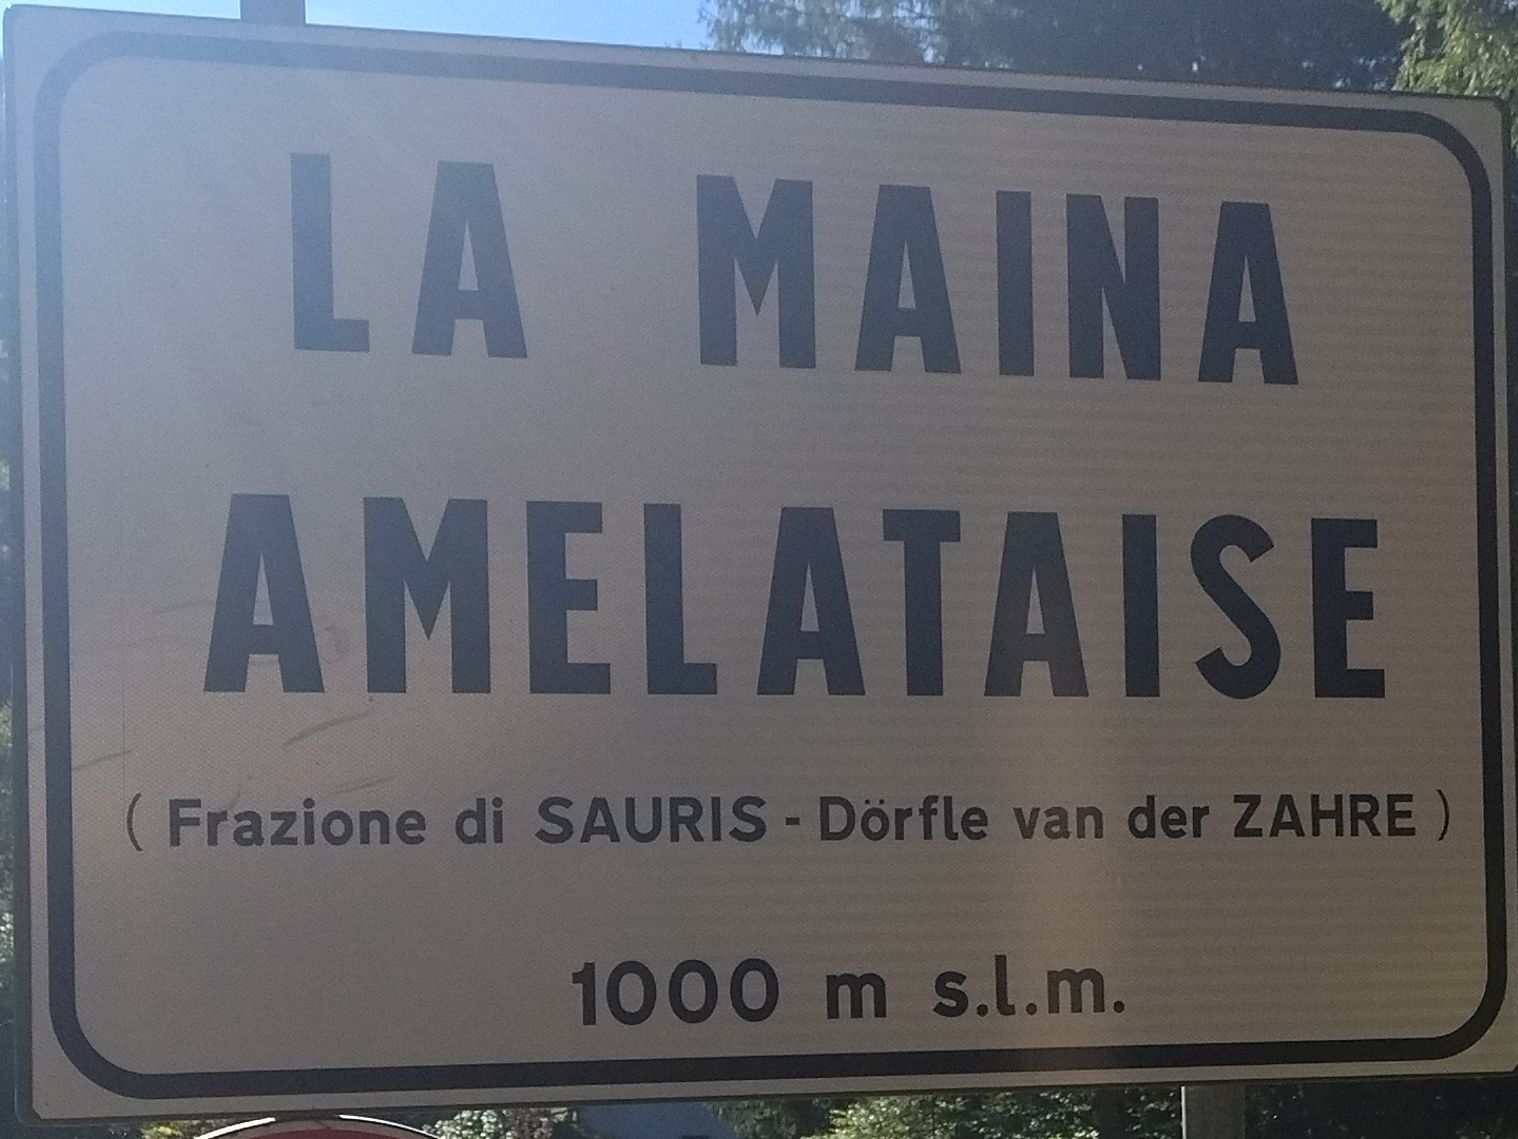 LA MAINA
AMELATAISE
( Frazione di SAURIS - Dörfle van der ZAHRE )
1000 m s.l.m.